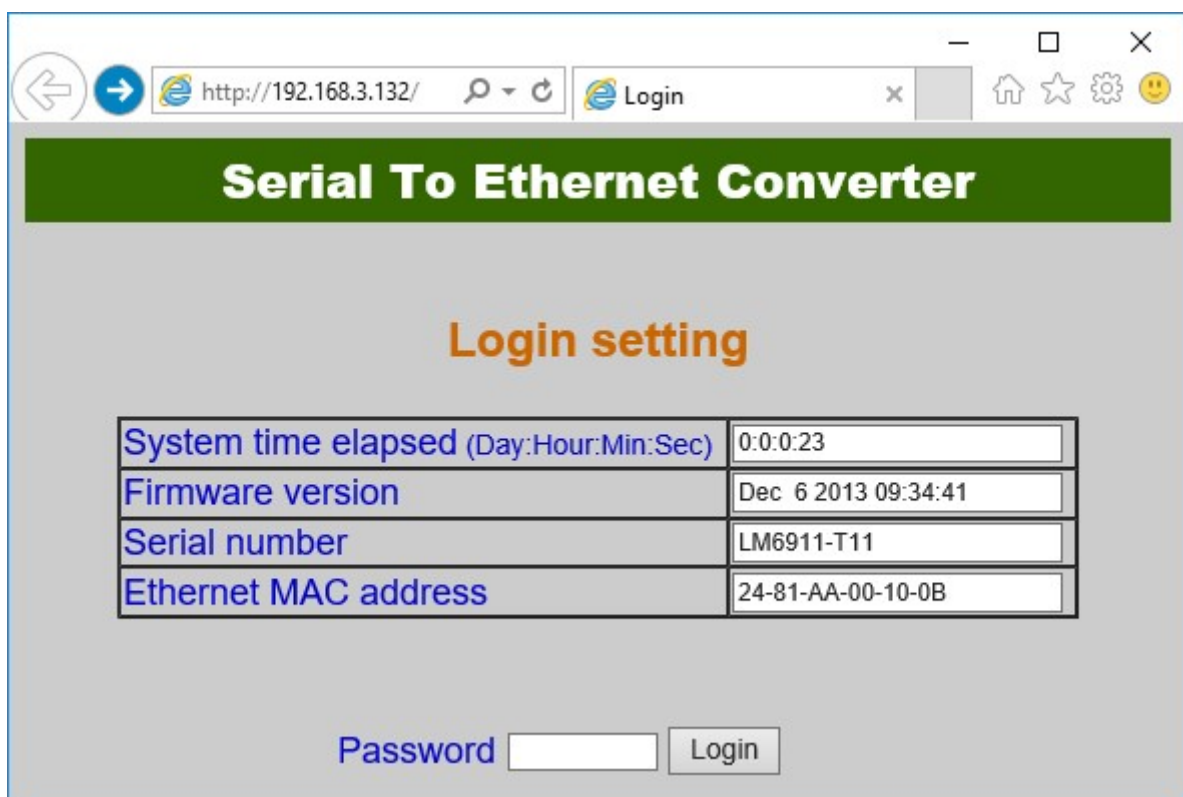 http://192.168.3.132/
Login
Serial To Ethernet Converter
Login setting
System time elapsed (Day:Hour:Min:Sec) 0:0:0:23
Firmware version Dec  6 2013 09:34:41
Serial number LM6911-T11
Ethernet MAC address 24-81-AA-00-10-0B
Password Login